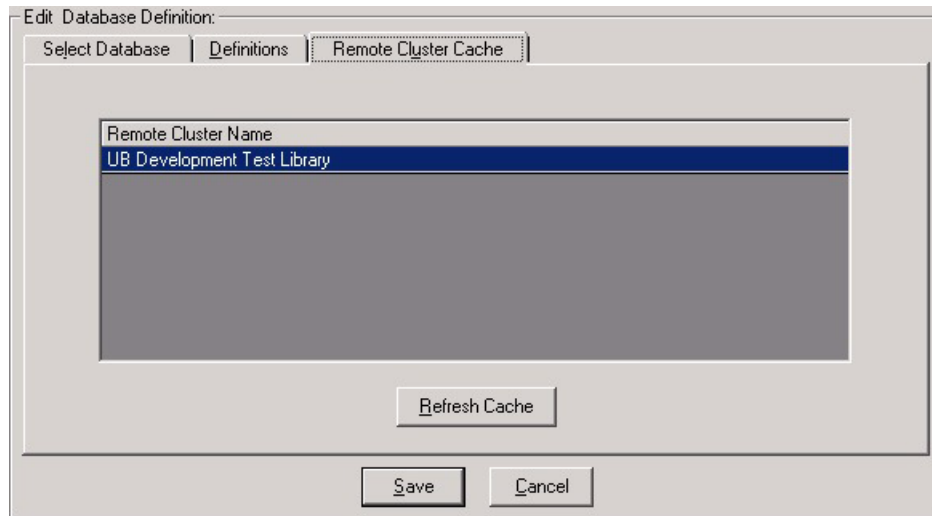 Edit Database Definition:
Select Database Definitions Remote Cluster Cache
Remote Cluster Name
UB Development Test Library
Refresh Cache
Save Cancel